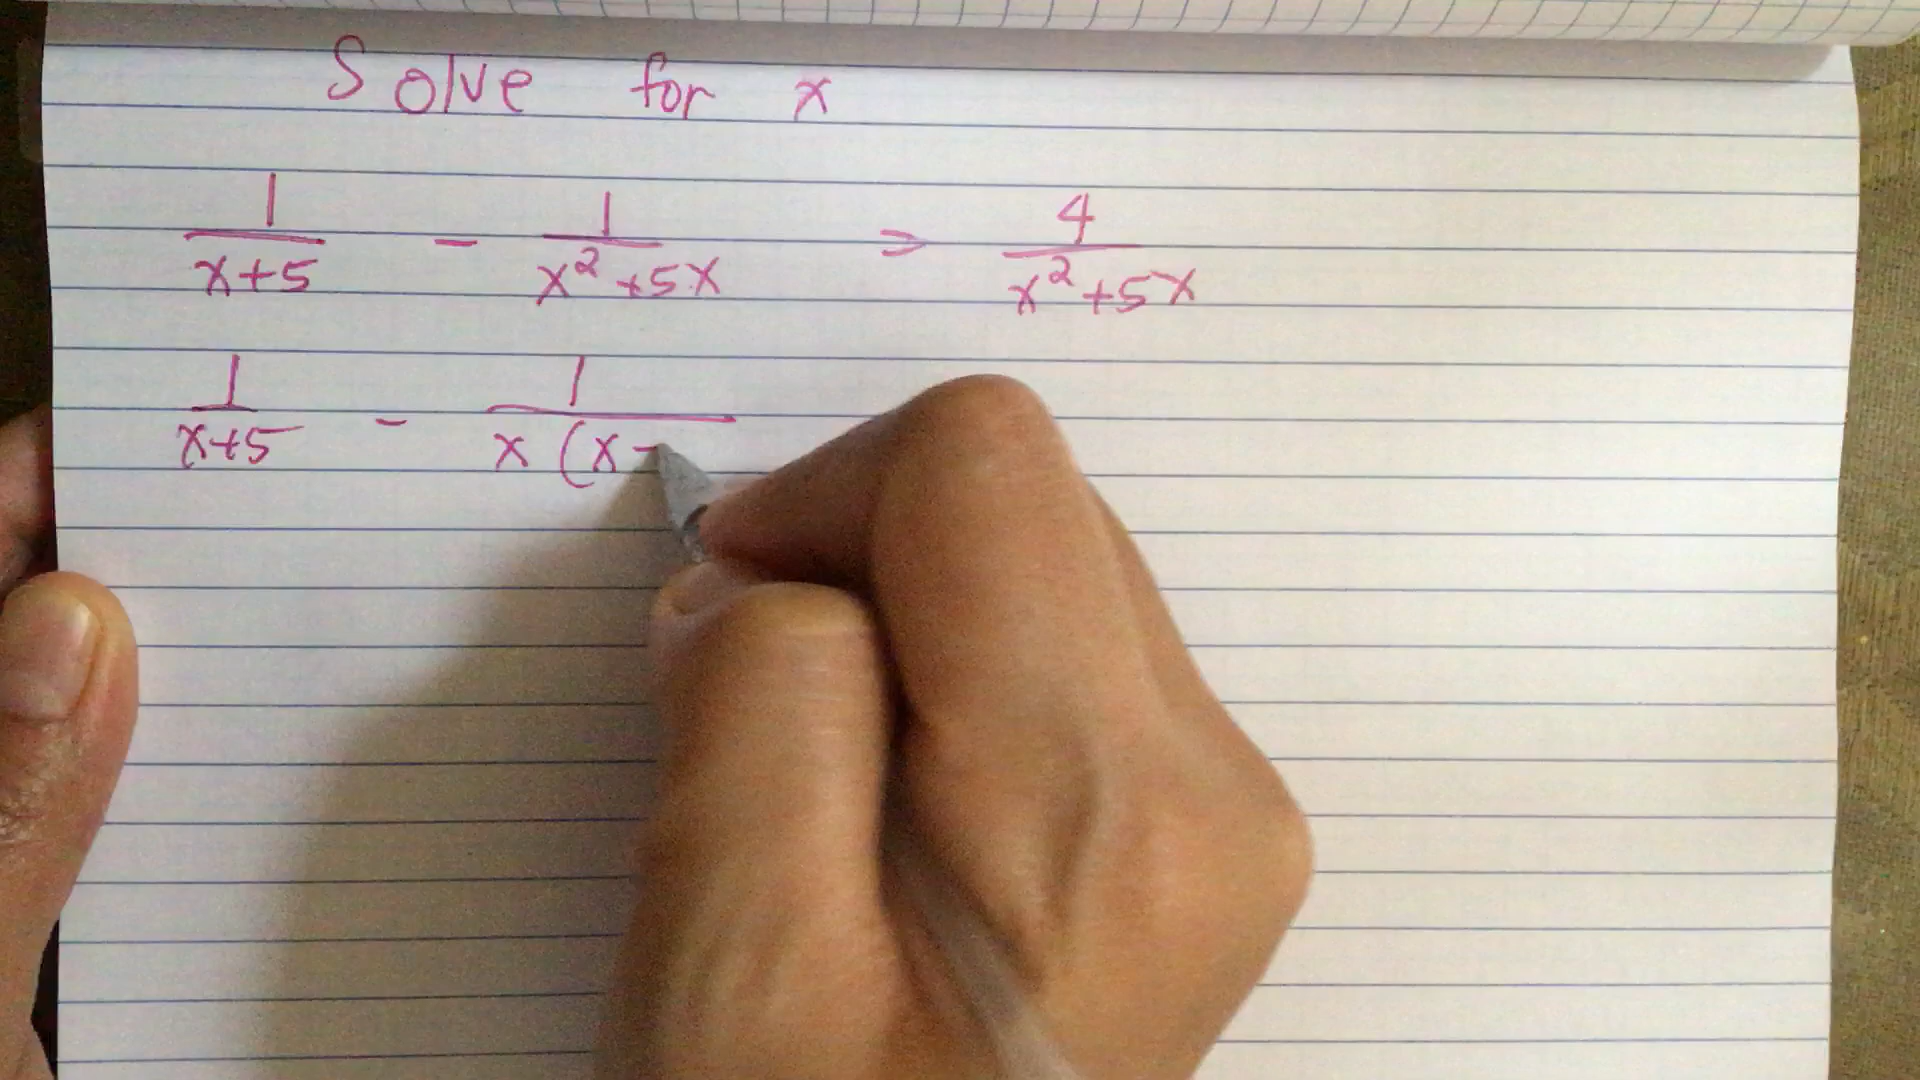 Solve for x
1/(x+5) - 1/(x²+5x) = 4/(x²+5x)
1/(x+5) - 1/(x(x-